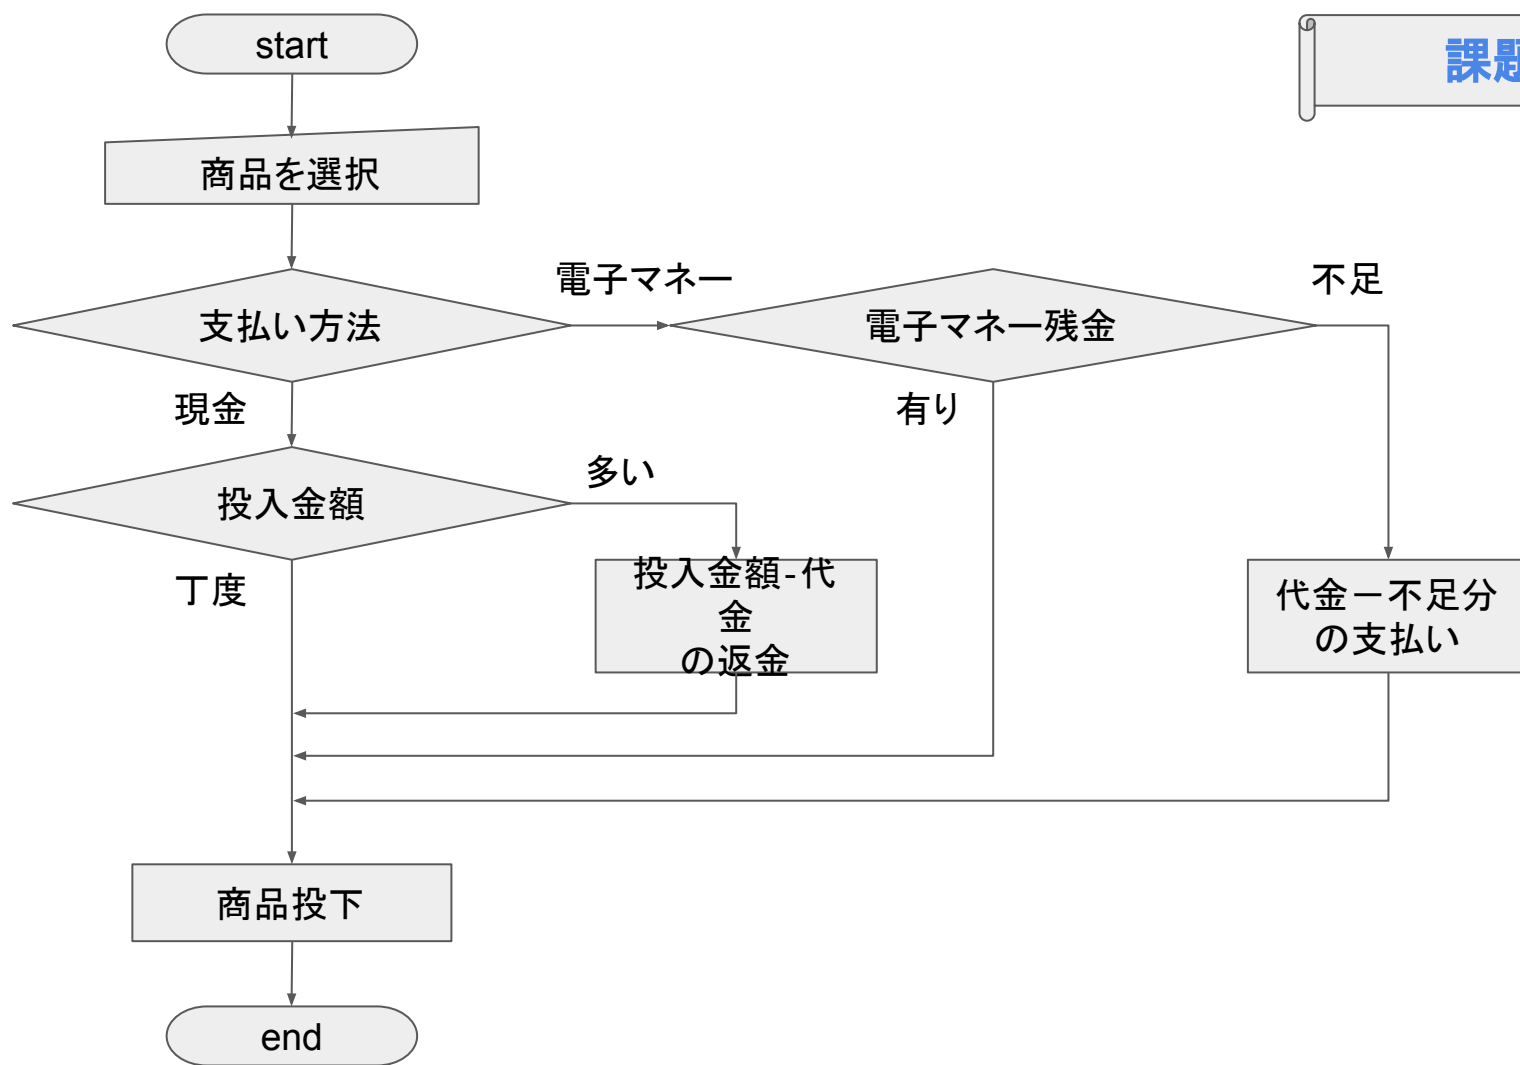 start
課題
商品を選択
電子マネー
不足
支払い方法
電子マネー残金
現金
有り
多い
投入金額
丁度
投入金額-代
金
の返金
代金－不足分
の支払い
商品投下
end